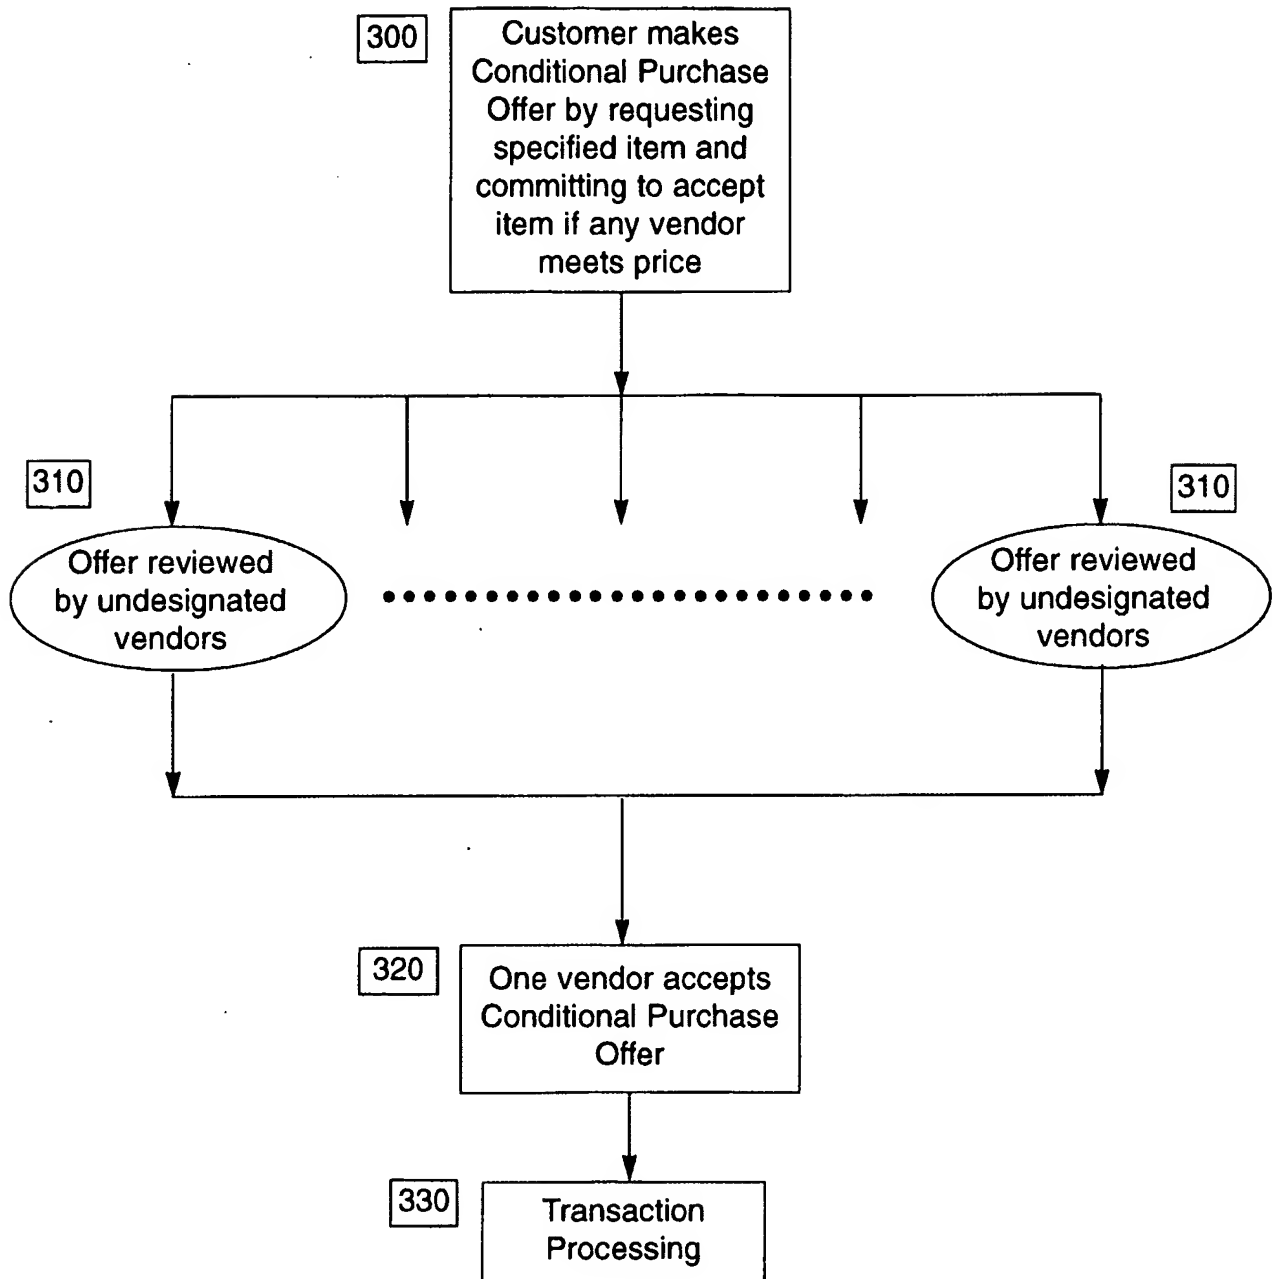 300
Customer makes
Conditional Purchase
Offer by requesting
specified item and
committing to accept
item if any vendor
meets price
310
Offer reviewed
by undesignated
vendors
310
Offer reviewed
by undesignated
vendors
320
One vendor accepts
Conditional Purchase
Offer
330
Transaction
Processing